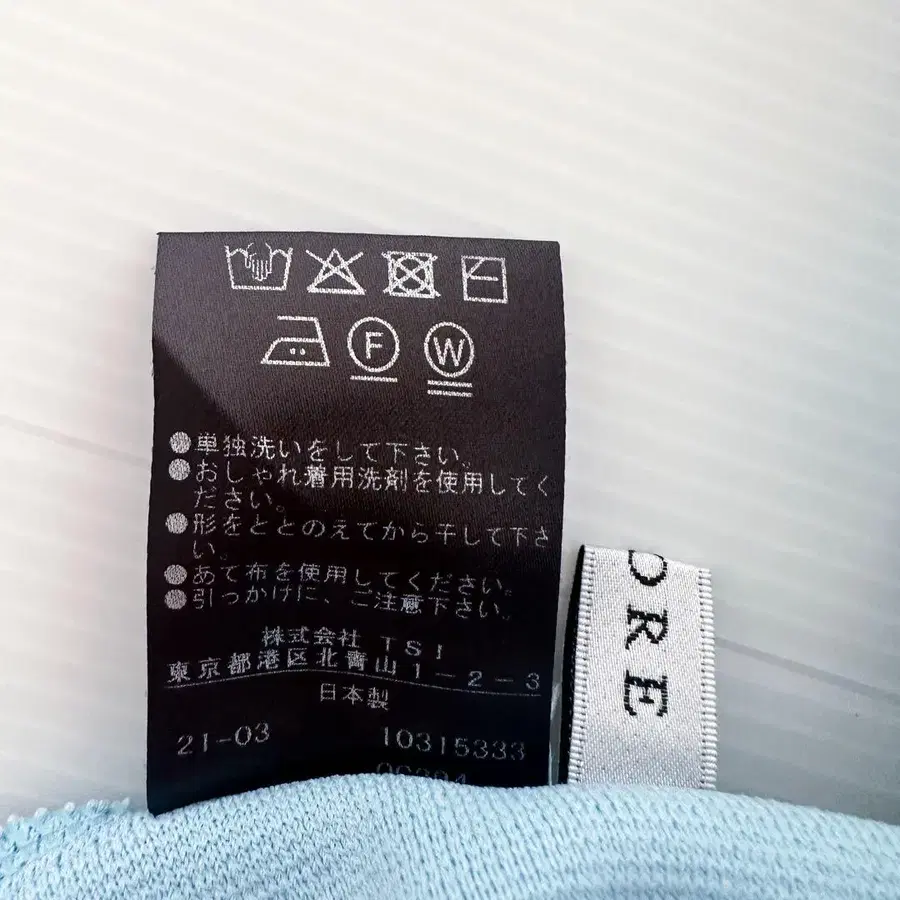 F W
●単独洗いをして下さい。
●おしゃれ着用洗剤を使用してく
ださい。
●形をととのえてから干して下さ
い。
●あて布を使用してください。
●引っかけに、ご注意下さい。
株式会社 TSI
東京都港区北青山1-2-3
日本製
21-03 10315333
ORE